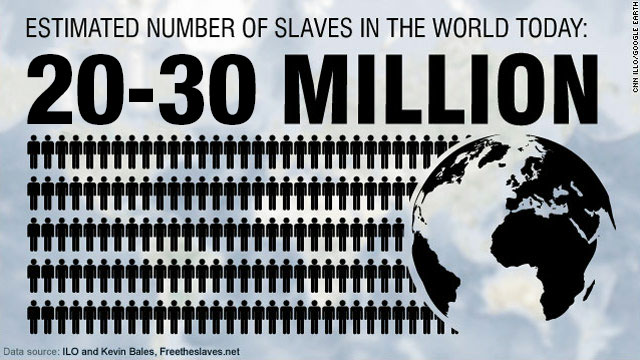 ESTIMATED NUMBER OF SLAVES IN THE WORLD TODAY:
20-30 MILLION
CNN ILLO/GOOGLE EARTH
Data source: ILO and Kevin Bales, Freetheslaves.net